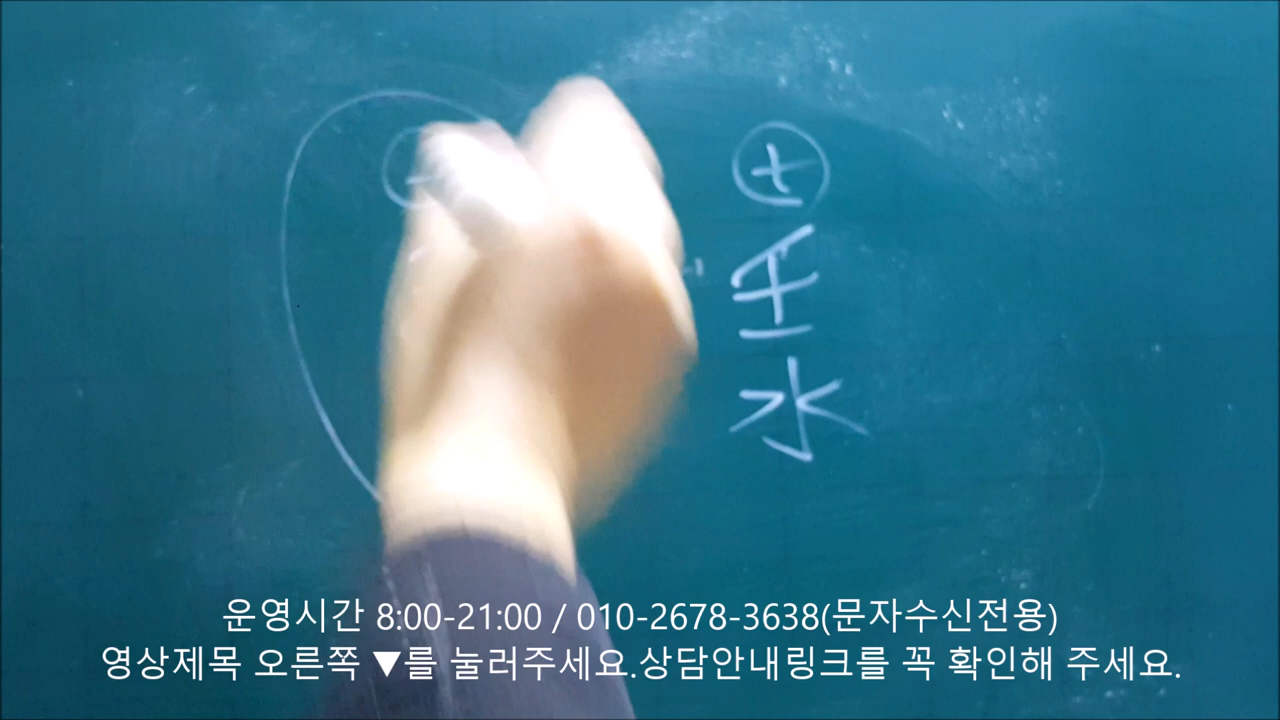 ⊕
壬
水
운영시간 8:00-21:00 / 010-2678-3638(문자수신전용)
영상제목 오른쪽 ▼를 눌러주세요.상담안내링크를 꼭 확인해 주세요.